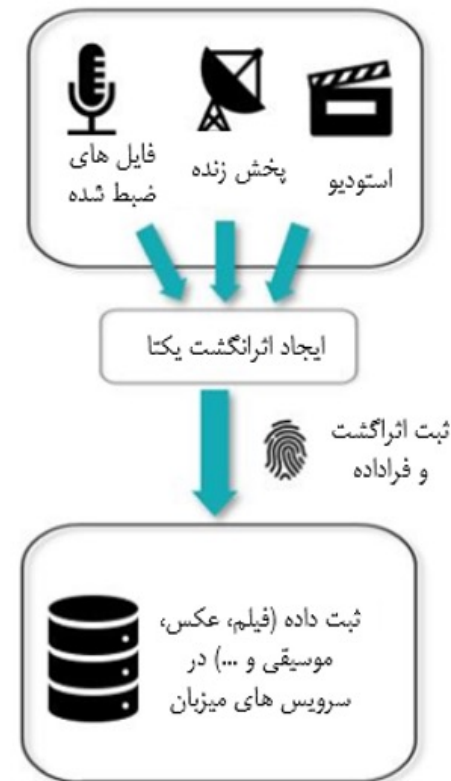 استودیو
پخش زنده
فایل های
ضبط شده
ایجاد اثرانگشت یکتا
ثبت اثراگشت
و فراداده
ثبت داده (فیلم، عکس،
موسیقی و ...) در
سرویس های میزبان